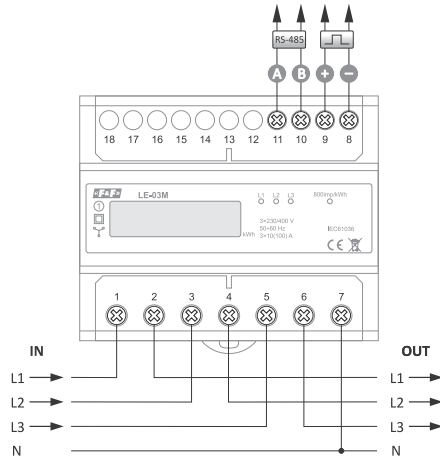 RS-485
A B + −
18 17 16 15 14 13 12 11 10 9 8
F&F
LE-03M
L1 L2 L3
800imp/kWh
1
3×230/400 V
50÷60 Hz
kWh
3×10(100) A
IEC61036
CE
1 2 3 4 5 6 7
IN OUT
L1 L1
L2 L2
L3 L3
N N